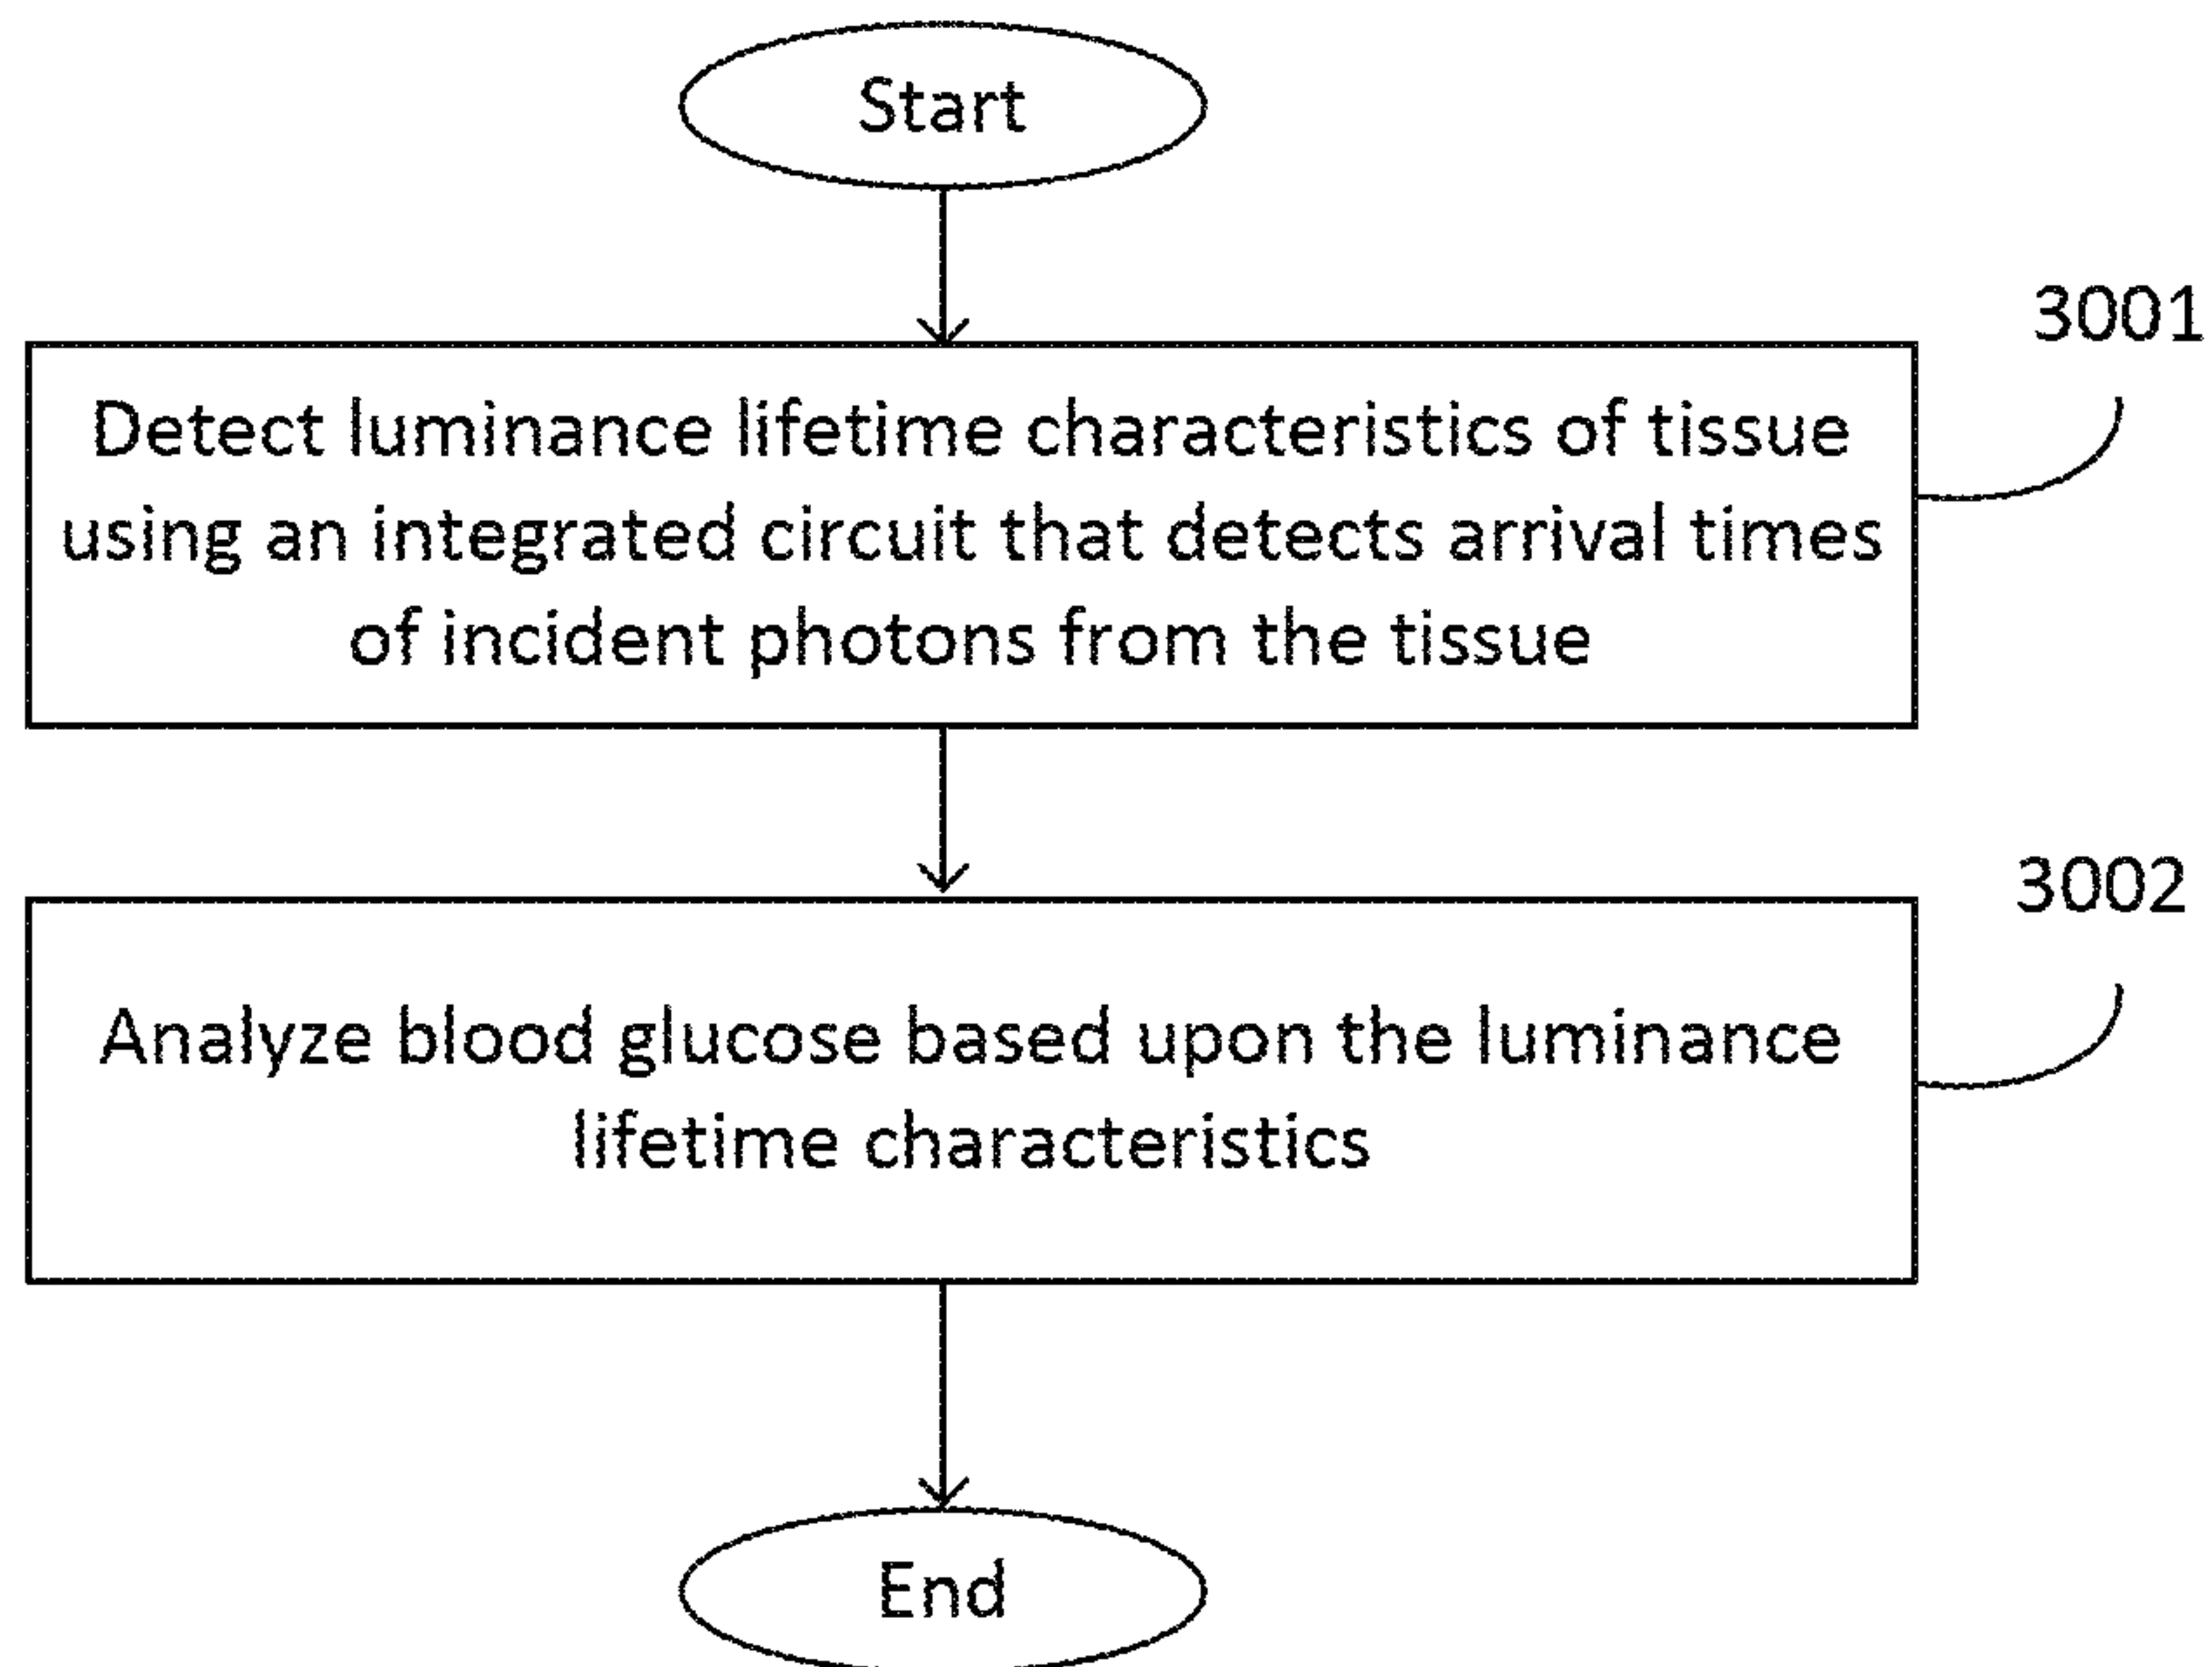 Start
3001
Detect luminance lifetime characteristics of tissue
using an integrated circuit that detects arrival times
of incident photons from the tissue
3002
Analyze blood glucose based upon the luminance
lifetime characteristics
End